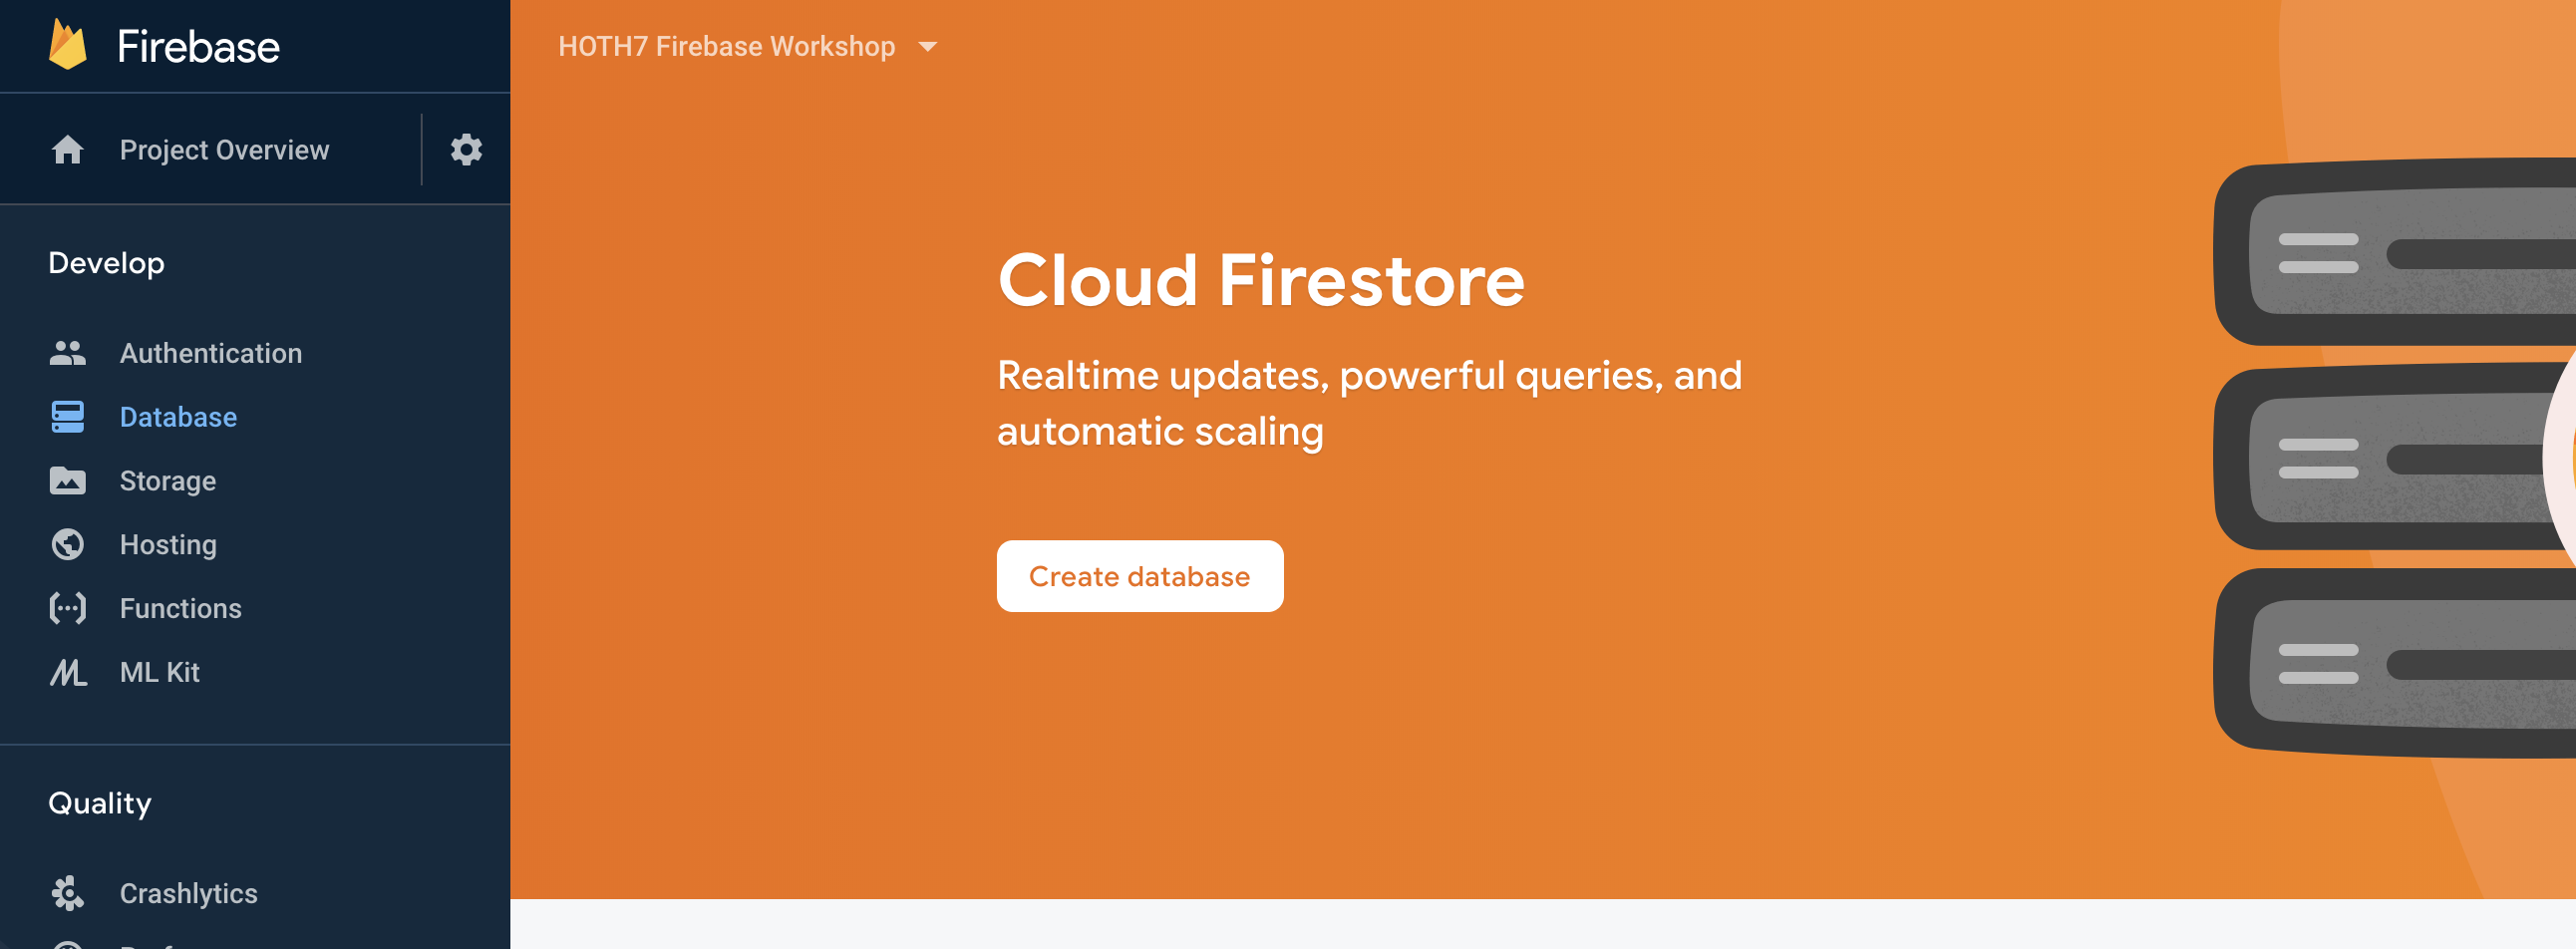 Firebase
Project Overview
Develop
Authentication
Database
Storage
Hosting
Functions
ML Kit
Quality
Crashlytics
HOTH7 Firebase Workshop
Cloud Firestore
Realtime updates, powerful queries, and
automatic scaling
Create database